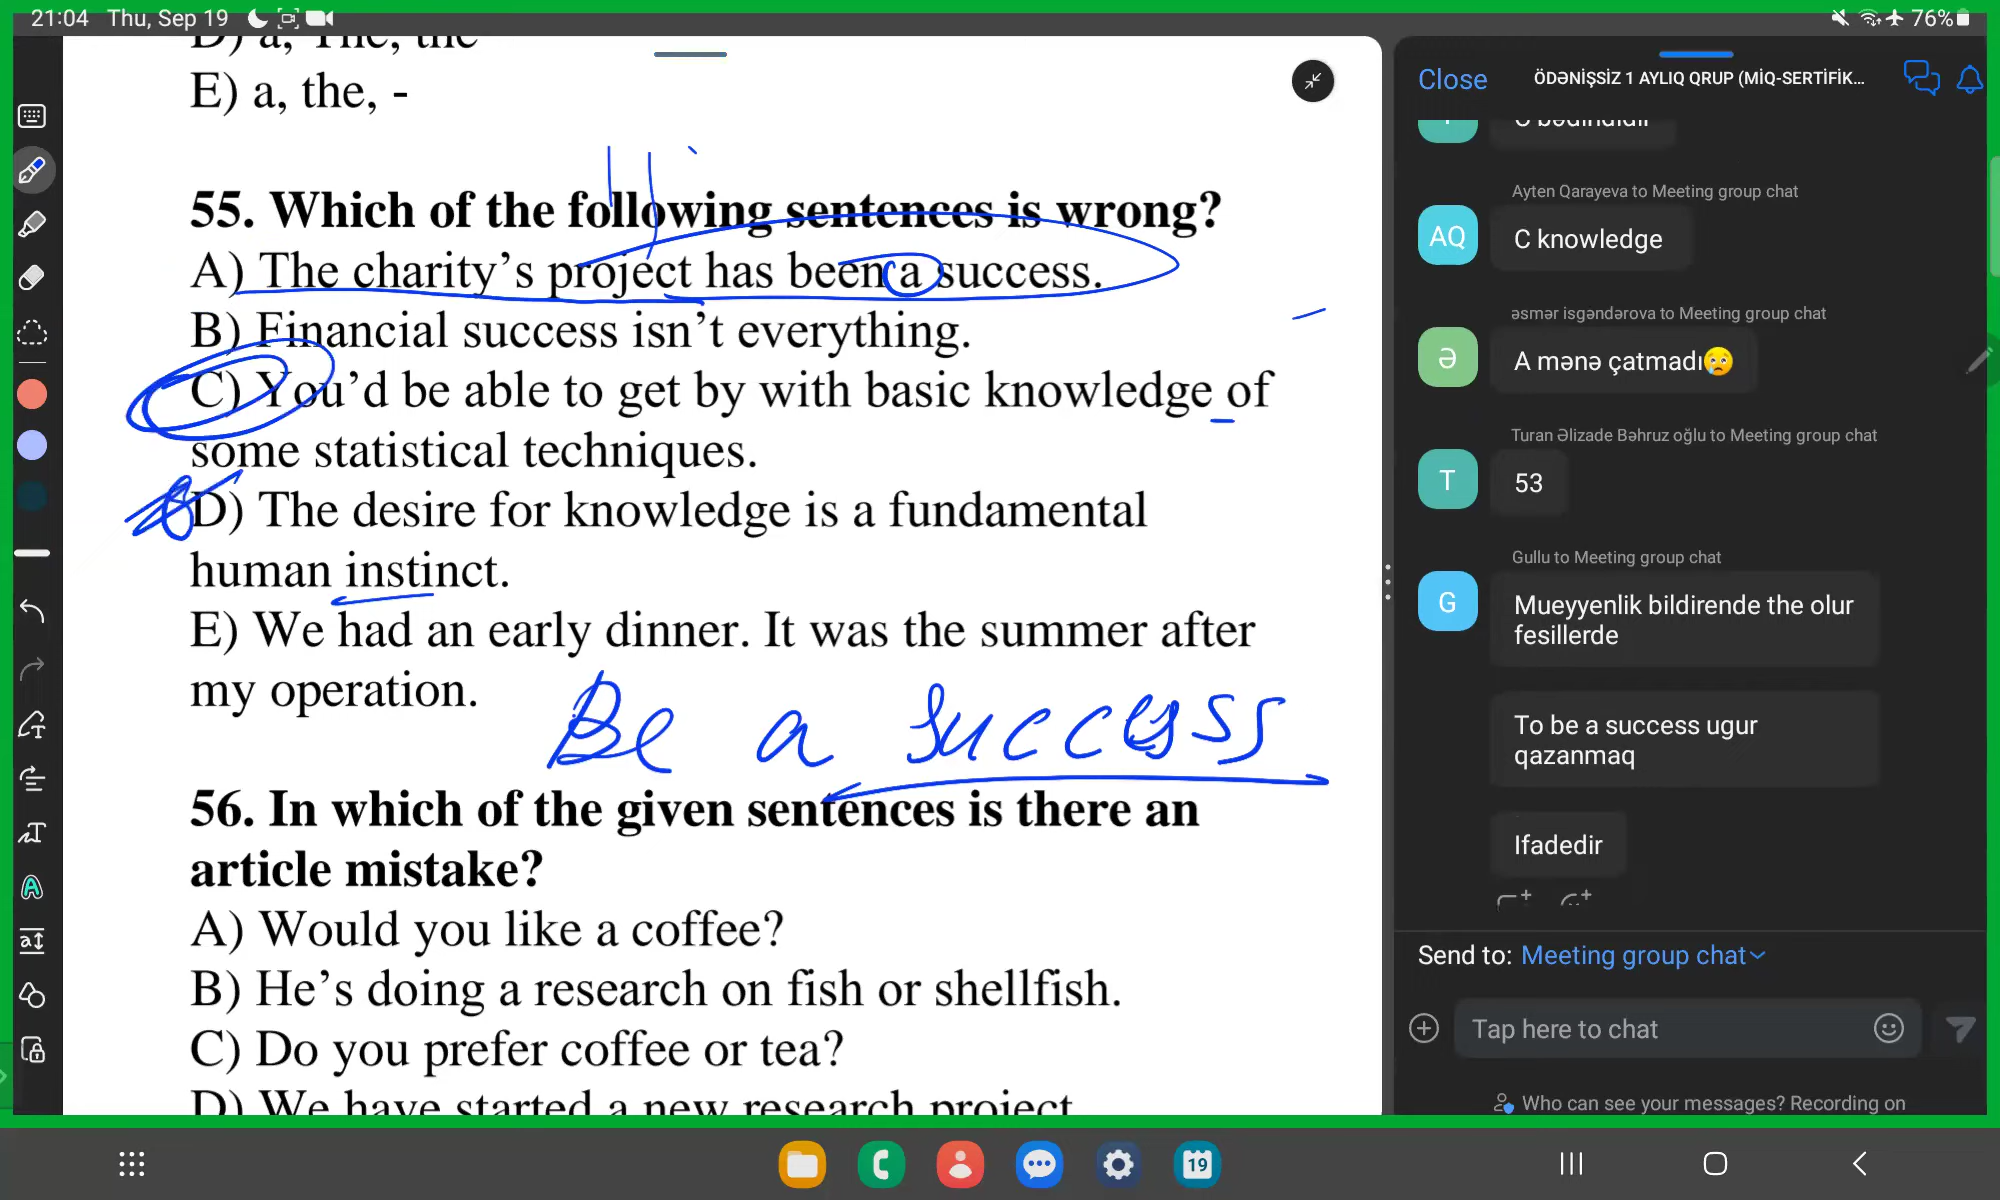 21:04 Thu, Sep 19
76%
E) a, the, -
55. Which of the following sentences is wrong?
A) The charity's project has been a success.
B) Financial success isn't everything.
C) You'd be able to get by with basic knowledge of
some statistical techniques.
D) The desire for knowledge is a fundamental
human instinct.
E) We had an early dinner. It was the summer after
my operation.
Be a success
56. In which of the given sentences is there an
article mistake?
A) Would you like a coffee?
B) He's doing a research on fish or shellfish.
C) Do you prefer coffee or tea?
D) We have started a new research project
Close
ÖDƏNİŞSİZ 1 AYLIQ QRUP (MİQ-SERTİFİK...
Ayten Qarayeva to Meeting group chat
AQ
C knowledge
əsmər isgəndərova to Meeting group chat
Ə
A mənə çatmadı😢
Turan Əlizade Bəhruz oğlu to Meeting group chat
T
53
Gullu to Meeting group chat
G
Mueyyenlik bildirende the olur
fesillerde
To be a success ugur
qazanmaq
Ifadedir
Send to: Meeting group chat
Tap here to chat
Who can see your messages? Recording on
19